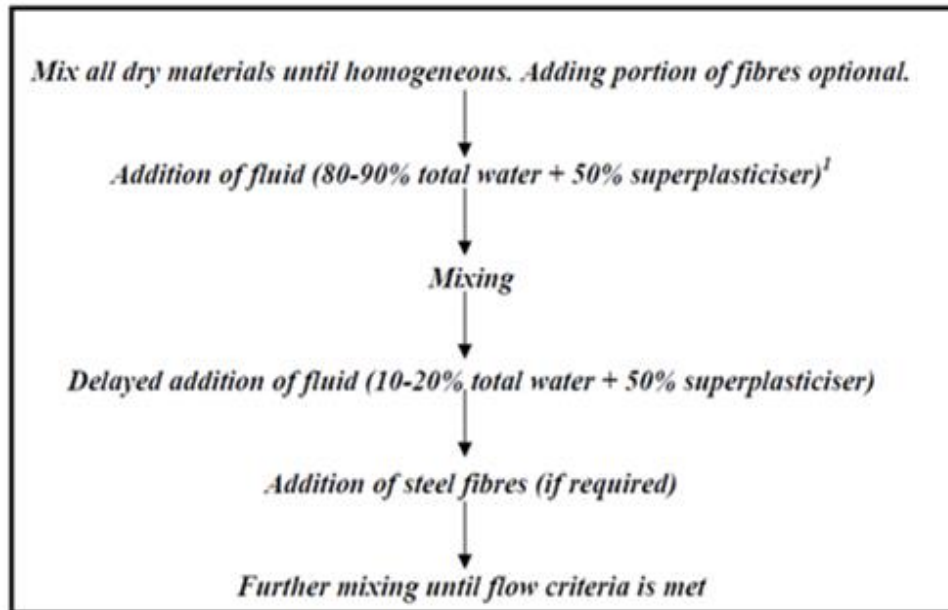 Mix all dry materials until homogeneous. Adding portion of fibres optional.
Addition of fluid (80-90% total water + 50% superplasticiser)¹
Mixing
Delayed addition of fluid (10-20% total water + 50% superplasticiser)
Addition of steel fibres (if required)
Further mixing until flow criteria is met